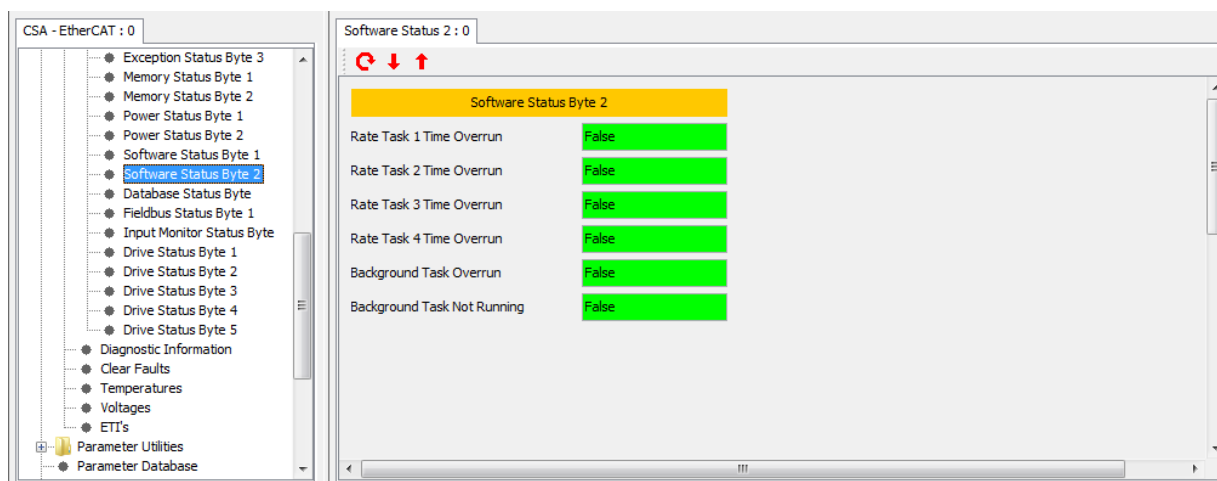 CSA - EtherCAT : 0
Exception Status Byte 3
Memory Status Byte 1
Memory Status Byte 2
Power Status Byte 1
Power Status Byte 2
Software Status Byte 1
Software Status Byte 2
Database Status Byte
Fieldbus Status Byte 1
Input Monitor Status Byte
Drive Status Byte 1
Drive Status Byte 2
Drive Status Byte 3
Drive Status Byte 4
Drive Status Byte 5
Diagnostic Information
Clear Faults
Temperatures
Voltages
ETI's
Parameter Utilities
Parameter Database
Software Status 2 : 0
Software Status Byte 2
Rate Task 1 Time Overrun False
Rate Task 2 Time Overrun False
Rate Task 3 Time Overrun False
Rate Task 4 Time Overrun False
Background Task Overrun False
Background Task Not Running False